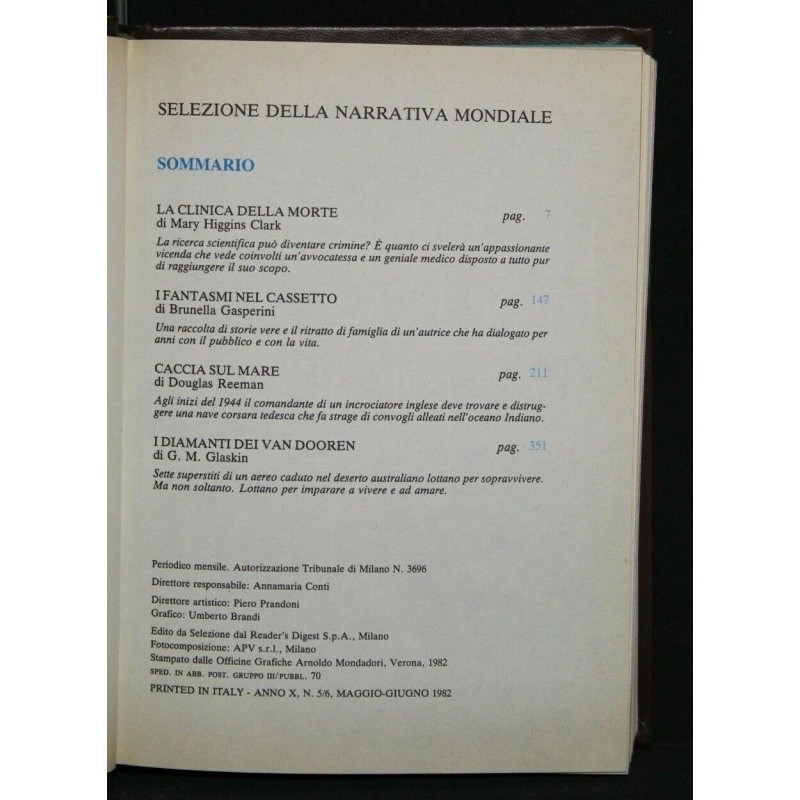 SELEZIONE DELLA NARRATIVA MONDIALE
SOMMARIO
LA CLINICA DELLA MORTE pag. 7
di Mary Higgins Clark
La ricerca scientifica può diventare crimine? È quanto ci svelerà un'appassionante
vicenda che vede coinvolti un'avvocatessa e un geniale medico disposto a tutto pur
di raggiungere il suo scopo.
I FANTASMI NEL CASSETTO pag. 147
di Brunella Gasperini
Una raccolta di storie vere e il ritratto di famiglia di un'autrice che ha dialogato per
anni con il pubblico e con la vita.
CACCIA SUL MARE pag. 211
di Douglas Reeman
Agli inizi del 1944 il comandante di un incrociatore inglese deve trovare e distrug-
gere una nave corsara tedesca che fa strage di convogli alleati nell'oceano Indiano.
I DIAMANTI DEI VAN DOOREN pag. 351
di G. M. Glaskin
Sette superstiti di un aereo caduto nel deserto australiano lottano per sopravvivere.
Ma non soltanto. Lottano per imparare a vivere e ad amare.
Periodico mensile. Autorizzazione Tribunale di Milano N. 3696
Direttore responsabile: Annamaria Conti
Direttore artistico: Piero Prandoni
Grafico: Umberto Brandi
Edito da Selezione dal Reader's Digest S.p.A., Milano
Fotocomposizione: APV s.r.l., Milano
Stampato dalle Officine Grafiche Arnoldo Mondadori, Verona, 1982
SPED. IN ABB. POST. GRUPPO III/PUBBL. 70
PRINTED IN ITALY - ANNO X, N. 5/6, MAGGIO-GIUGNO 1982